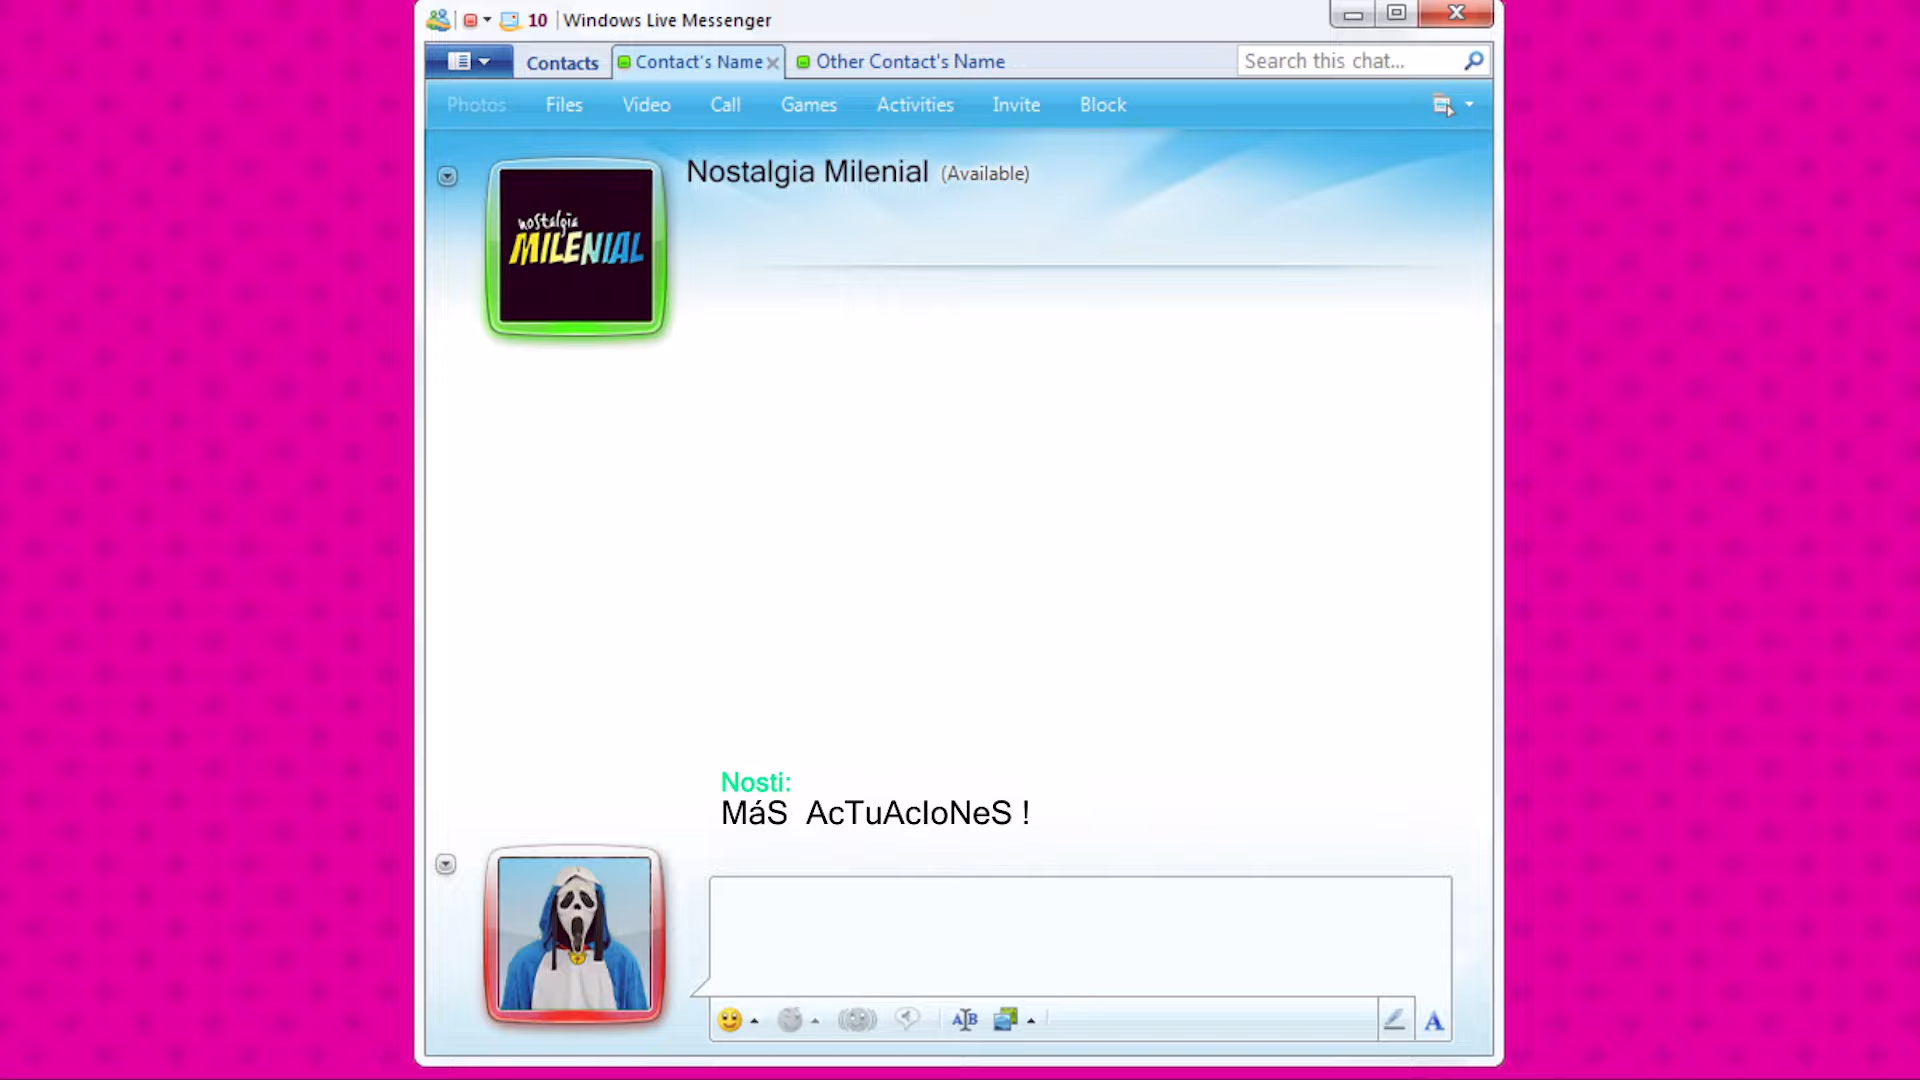 10 Windows Live Messenger
Contacts Contact's Name Other Contact's Name Search this chat...
Photos Files Video Call Games Activities Invite Block
Nostalgia Milenial (Available)
nostalgia
MILENIAL
Nosti:
MáS AcTuAcIoNeS !
AB
A